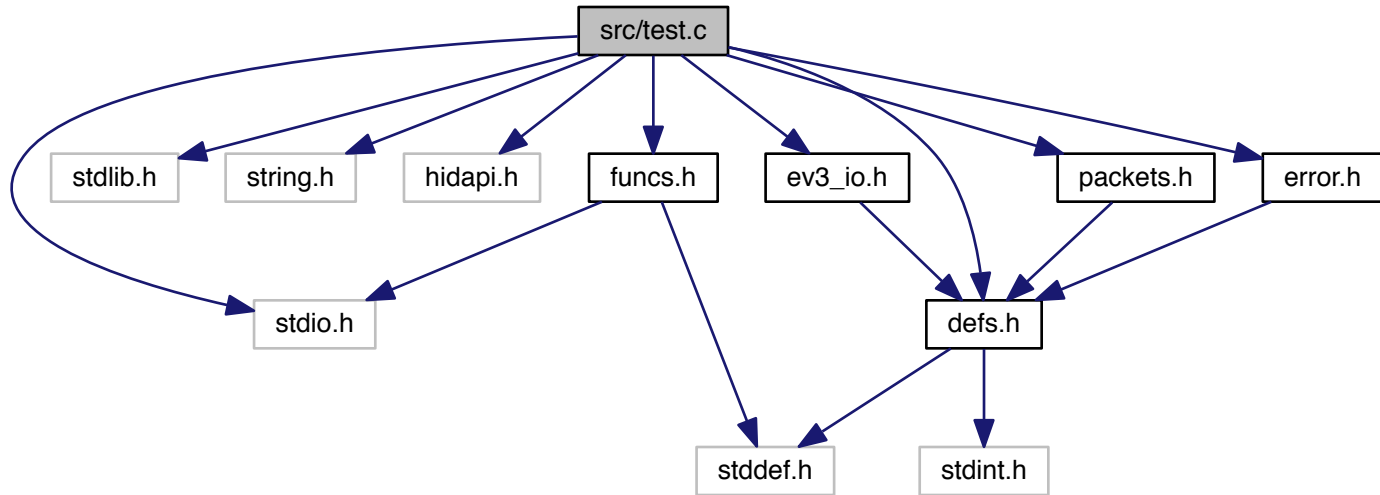 src/test.c
stdlib.h
string.h
hidapi.h
funcs.h
ev3_io.h
packets.h
error.h
stdio.h
defs.h
stddef.h
stdint.h